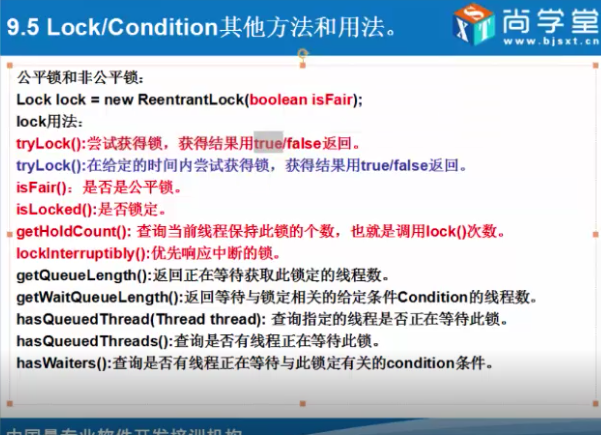 9.5 Lock/Condition其他方法和用法。
尚学堂
www.bjsxt.com
公平锁和非公平锁：
Lock lock = new ReentrantLock(boolean isFair);
lock用法：
tryLock():尝试获得锁，获得结果用true/false返回。
tryLock():在给定的时间内尝试获得锁，获得结果用true/false返回。
isFair()：是否是公平锁。
isLocked():是否锁定。
getHoldCount(): 查询当前线程保持此锁的个数，也就是调用lock()次数。
lockInterruptibly():优先响应中断的锁。
getQueueLength():返回正在等待获取此锁定的线程数。
getWaitQueueLength():返回等待与锁定相关的给定条件Condition的线程数。
hasQueuedThread(Thread thread): 查询指定的线程是否正在等待此锁。
hasQueuedThreads():查询是否有线程正在等待此锁。
hasWaiters():查询是否有线程正在等待与此锁定有关的condition条件。
中国最专业软件开发培训机构